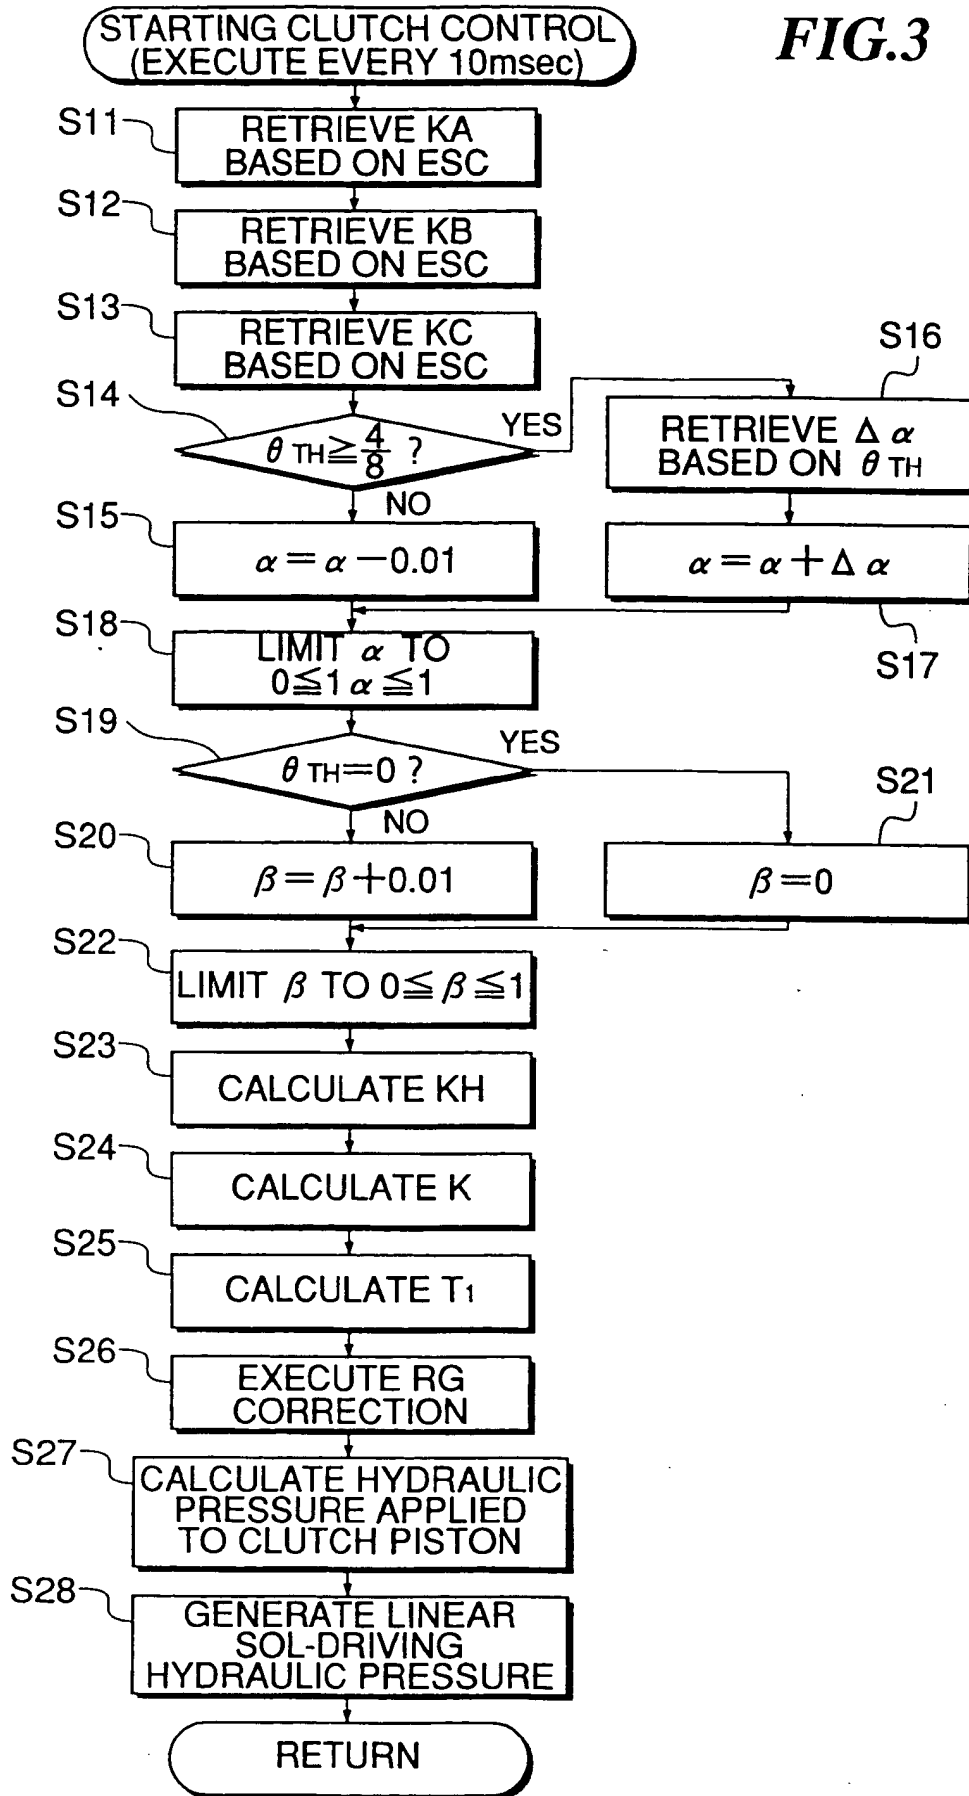 FIG.3
STARTING CLUTCH CONTROL
(EXECUTE EVERY 10msec)
S11
RETRIEVE KA
BASED ON ESC
S12
RETRIEVE KB
BASED ON ESC
S13
RETRIEVE KC
BASED ON ESC
S14
θ TH≧4/8 ?
YES
NO
S16
RETRIEVE Δ α
BASED ON θ TH
S15
α = α −0.01
α = α + Δ α
S17
S18
LIMIT α TO
0≦1 α ≦1
S19
θ TH=0 ?
YES
NO
S20
β = β +0.01
S21
β =0
S22
LIMIT β TO 0≦ β ≦1
S23
CALCULATE KH
S24
CALCULATE K
S25
CALCULATE T1
S26
EXECUTE RG
CORRECTION
S27
CALCULATE HYDRAULIC
PRESSURE APPLIED
TO CLUTCH PISTON
S28
GENERATE LINEAR
SOL-DRIVING
HYDRAULIC PRESSURE
RETURN